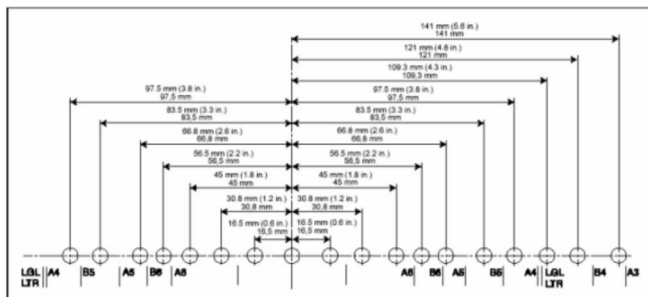 141 mm (5.6 in.)
141 mm
121 mm (4.8 in.)
121 mm
109.3 mm (4.3 in.)
109,3 mm
97.5 mm (3.8 in.) 97.5 mm (3.8 in.)
97,5 mm 97,5 mm
83.5 mm (3.3 in.) 83.5 mm (3.3 in.)
83,5 mm 83,5 mm
66.8 mm (2.6 in.) 66.8 mm (2.6 in.)
66,8 mm 66,8 mm
56.5 mm (2.2 in.) 56.5 mm (2.2 in.)
56,5 mm 56,5 mm
45 mm (1.8 in.) 45 mm (1.8 in.)
45 mm 45 mm
30.8 mm (1.2 in.) 30.8 mm (1.2 in.)
30,8 mm 30,8 mm
16.5 mm (0.6 in.) 16.5 mm (0.6 in.)
16,5 mm 16,5 mm
LGL A4 B5 A5 B6 A6 A6 B6 A5 B5 A4 LGL B4 A3
LTR LTR